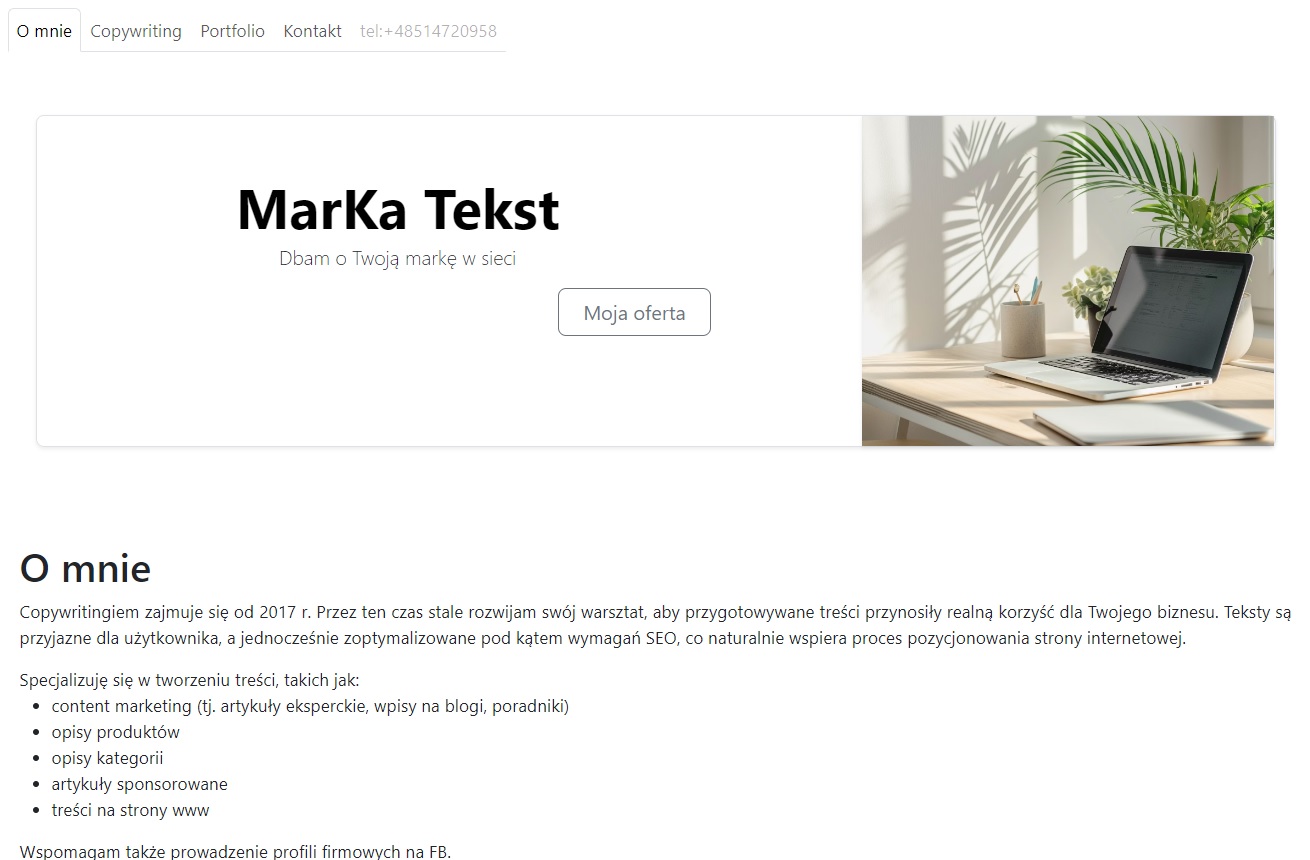 O mnie Copywriting Portfolio Kontakt tel:+48514720958
MarKa Tekst
Dbam o Twoją markę w sieci
Moja oferta
O mnie
Copywritingiem zajmuje się od 2017 r. Przez ten czas stale rozwijam swój warsztat, aby przygotowywane treści przynosiły realną korzyść dla Twojego biznesu. Teksty są
przyjazne dla użytkownika, a jednocześnie zoptymalizowane pod kątem wymagań SEO, co naturalnie wspiera proces pozycjonowania strony internetowej.
Specjalizuję się w tworzeniu treści, takich jak:
• content marketing (tj. artykuły eksperckie, wpisy na blogi, poradniki)
• opisy produktów
• opisy kategorii
• artykuły sponsorowane
• treści na strony www
Wspomagam także prowadzenie profili firmowych na FB.